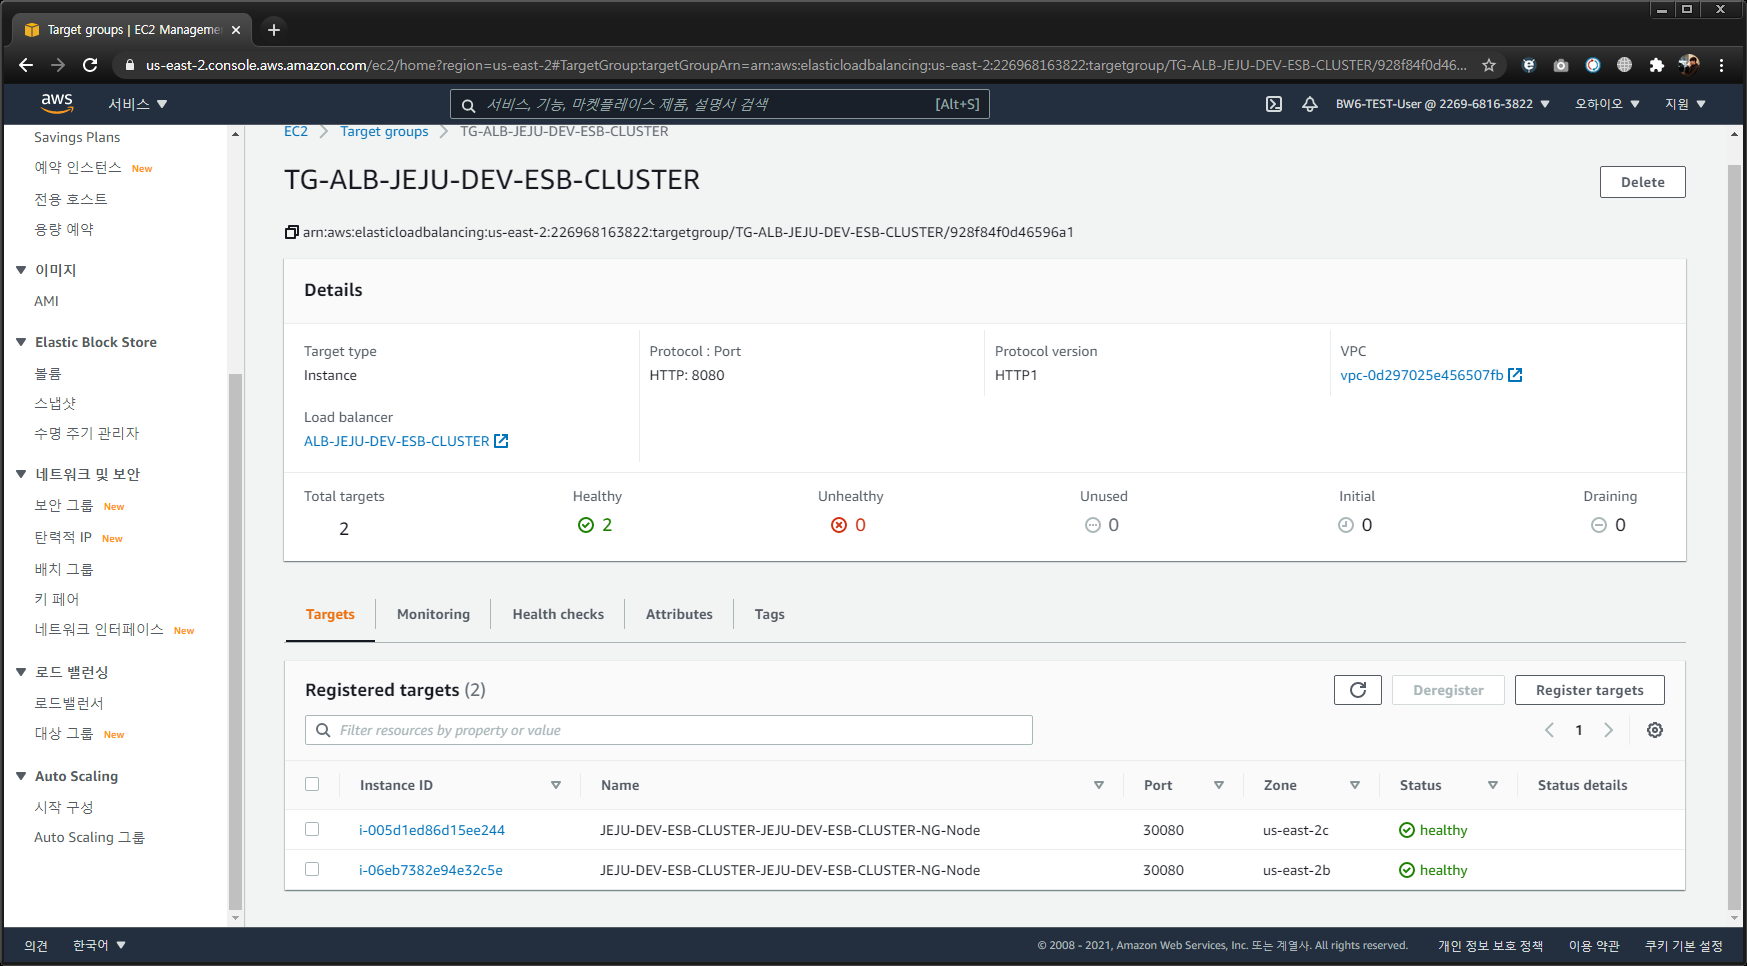 Target groups | EC2 Manageme
us-east-2.console.aws.amazon.com/ec2/home?region=us-east-2#TargetGroup:targetGroupArn=arn:aws:elasticloadbalancing:us-east-2:226968163822:targetgroup/TG-ALB-JEJU-DEV-ESB-CLUSTER/928f84f0d46...
aws 서비스 ▼ 서비스, 기능, 마켓플레이스 제품, 설명서 검색 [Alt+S] BW6-TEST-User @ 2269-6816-3822 ▼ 오하이오 ▼ 지원 ▼
Savings Plans
예약 인스턴스 New
전용 호스트
용량 예약
▼ 이미지
AMI
▼ Elastic Block Store
볼륨
스냅샷
수명 주기 관리자
▼ 네트워크 및 보안
보안 그룹 New
탄력적 IP New
배치 그룹
키 페어
네트워크 인터페이스 New
▼ 로드 밸런싱
로드밸런서
대상 그룹 New
▼ Auto Scaling
시작 구성
Auto Scaling 그룹
EC2 > Target groups > TG-ALB-JEJU-DEV-ESB-CLUSTER
TG-ALB-JEJU-DEV-ESB-CLUSTER
Delete
arn:aws:elasticloadbalancing:us-east-2:226968163822:targetgroup/TG-ALB-JEJU-DEV-ESB-CLUSTER/928f84f0d46596a1
Details
Target type
Instance
Protocol : Port
HTTP: 8080
Protocol version
HTTP1
VPC
vpc-0d297025e456507fb
Load balancer
ALB-JEJU-DEV-ESB-CLUSTER
Total targets
2
Healthy
2
Unhealthy
0
Unused
0
Initial
0
Draining
0
Targets Monitoring Health checks Attributes Tags
Registered targets (2)
Deregister
Register targets
Filter resources by property or value
1
Instance ID Name Port Zone Status Status details
i-005d1ed86d15ee244 JEJU-DEV-ESB-CLUSTER-JEJU-DEV-ESB-CLUSTER-NG-Node 30080 us-east-2c healthy
i-06eb7382e94e32c5e JEJU-DEV-ESB-CLUSTER-JEJU-DEV-ESB-CLUSTER-NG-Node 30080 us-east-2b healthy
의견 한국어 ▼ © 2008 - 2021, Amazon Web Services, Inc. 또는 계열사. All rights reserved. 개인 정보 보호 정책 이용 약관 쿠키 기본 설정